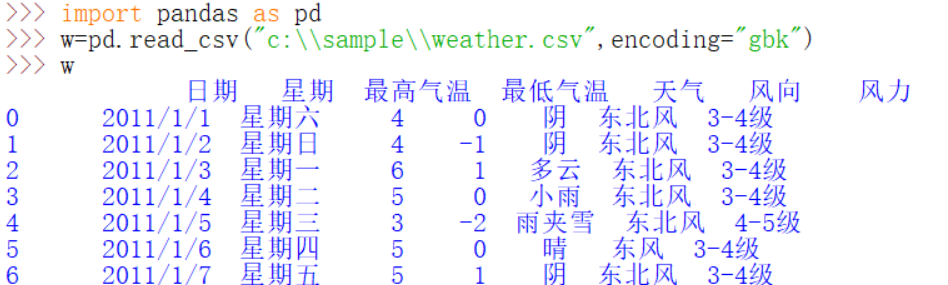 >>> import pandas as pd
>>> w=pd.read_csv("c:\\sample\\weather.csv",encoding="gbk")
>>> w
日期 星期 最高气温 最低气温 天气 风向 风力
0 2011/1/1 星期六 4 0 阴 东北风 3-4级
1 2011/1/2 星期日 4 -1 阴 东北风 3-4级
2 2011/1/3 星期一 6 1 多云 东北风 3-4级
3 2011/1/4 星期二 5 0 小雨 东北风 3-4级
4 2011/1/5 星期三 3 -2 雨夹雪 东北风 4-5级
5 2011/1/6 星期四 5 0 晴 东风 3-4级
6 2011/1/7 星期五 5 1 阴 东北风 3-4级